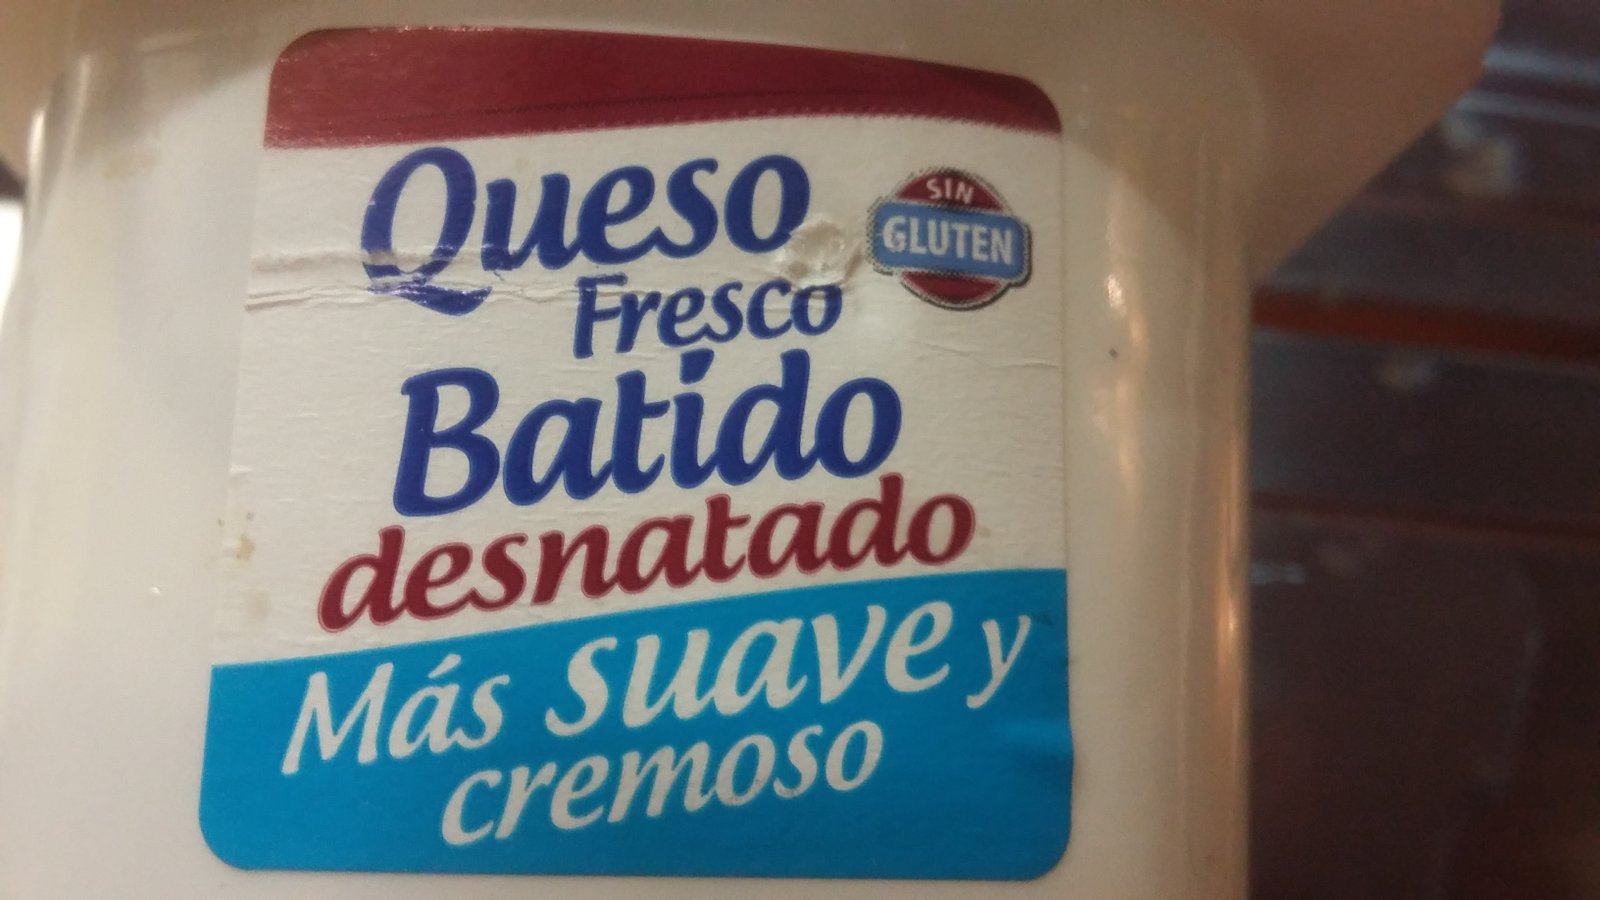 Queso
SIN
GLUTEN
Fresco
Batido
desnatado
Más suave y
cremoso